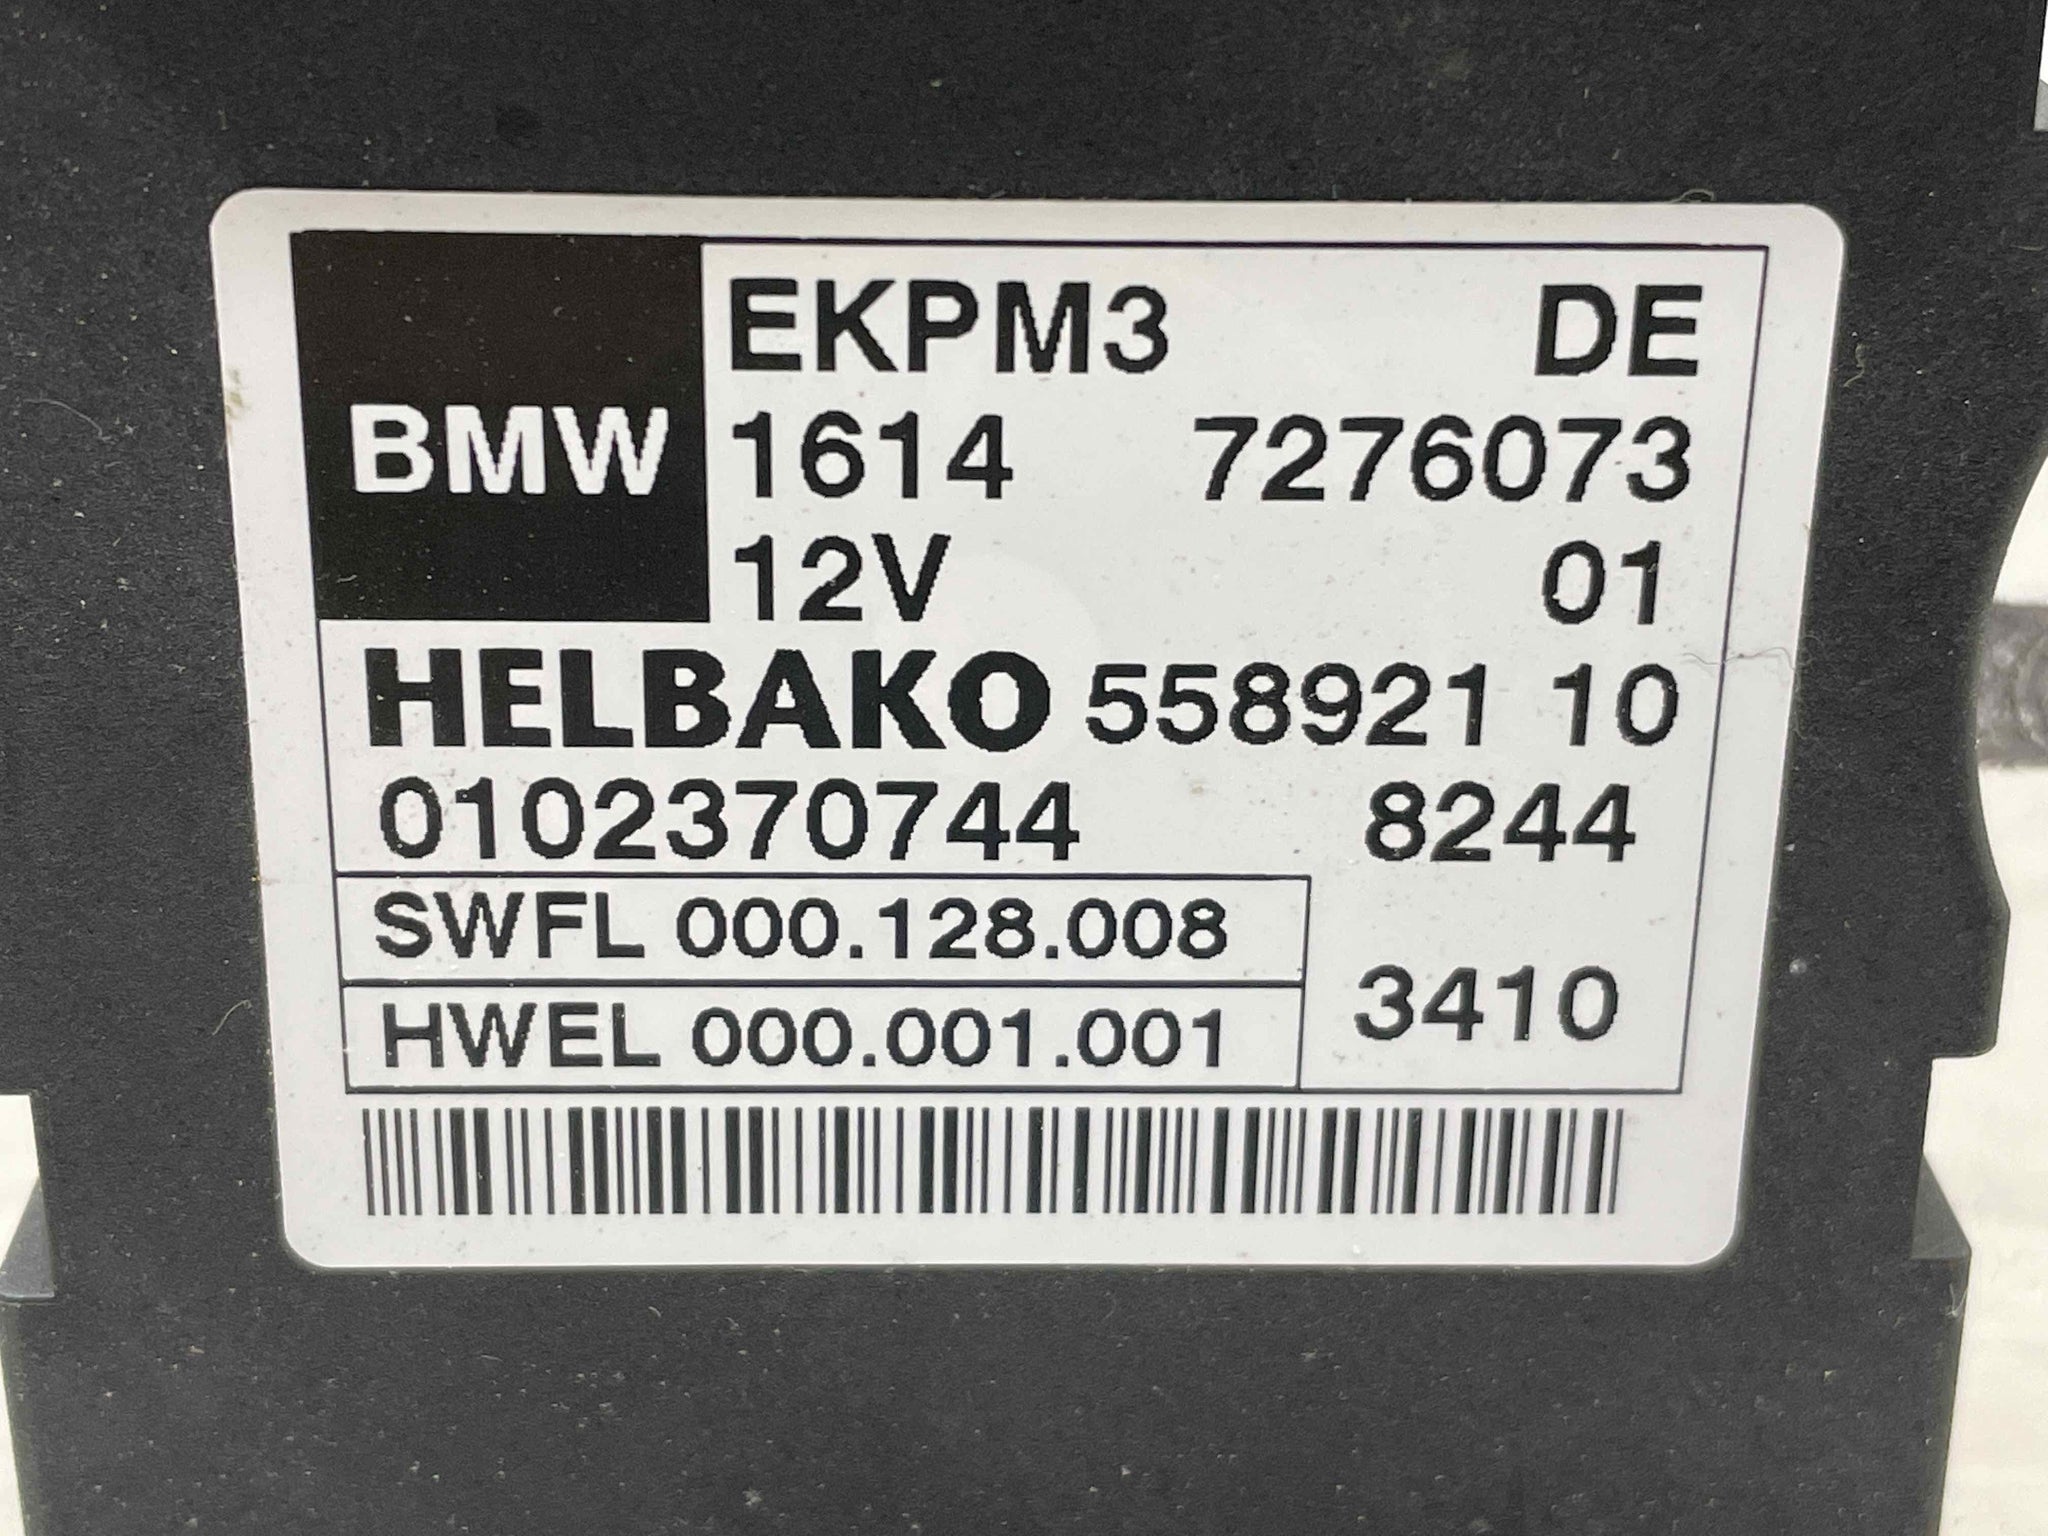 EKPM3 DE
BMW 1614 7276073
12V 01
HELBAKO 558921 10
0102370744 8244
SWFL 000.128.008
3410
HWEL 000.001.001